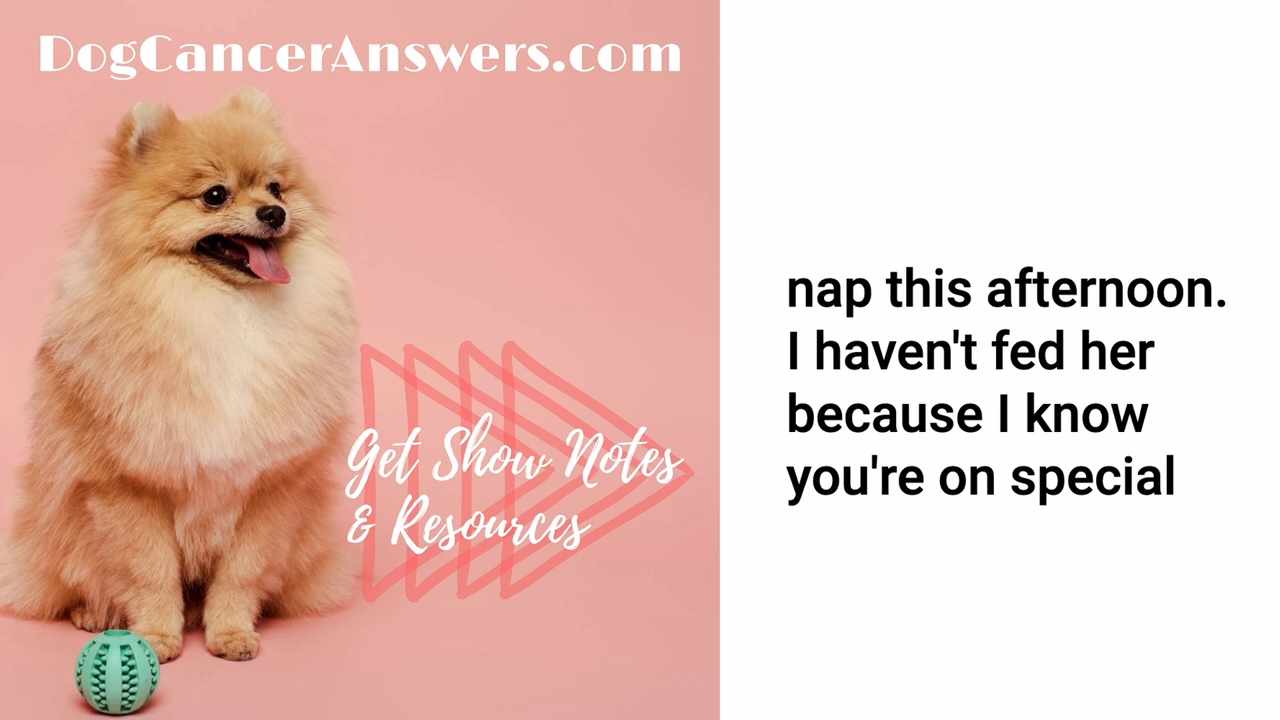 DogCancerAnswers.com
Get Show Notes
& Resources
nap this afternoon.
I haven't fed her
because I know
you're on special